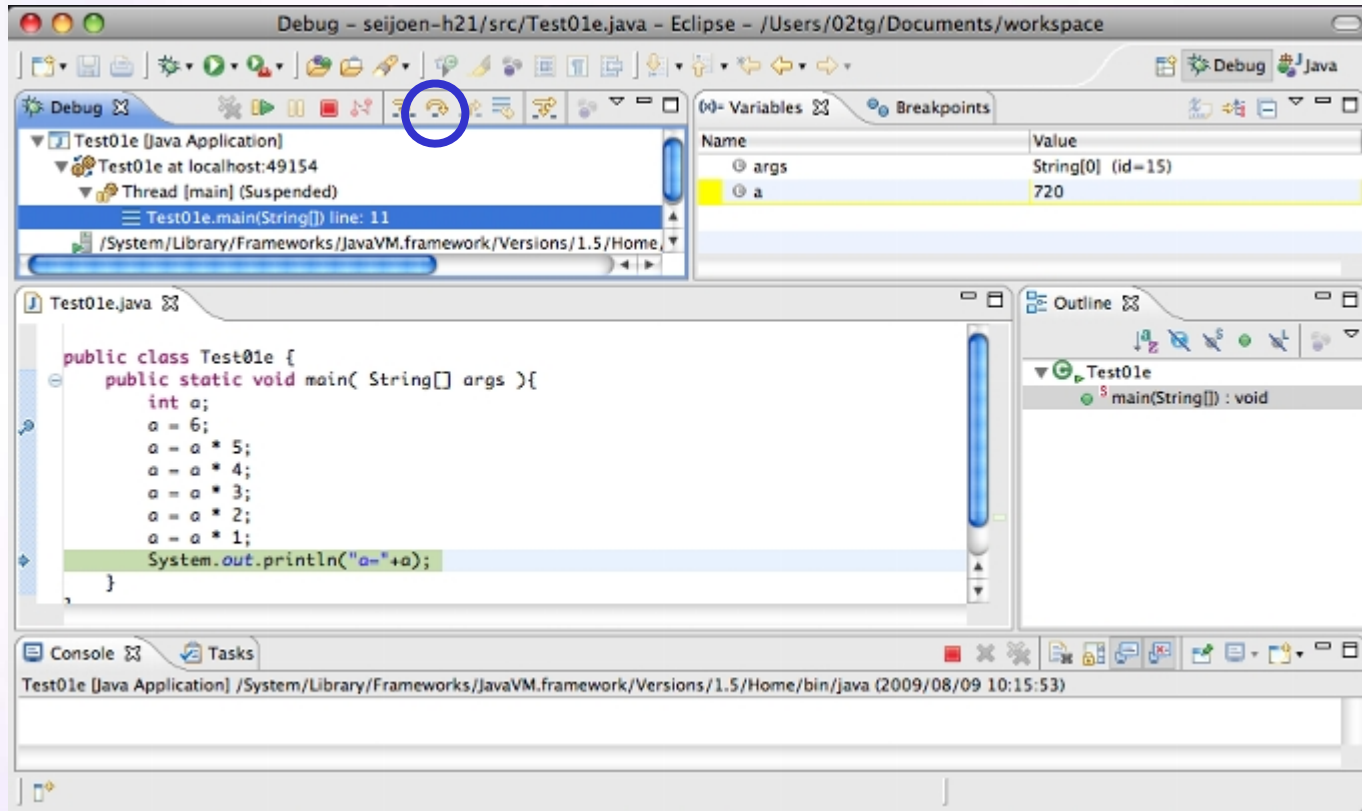 Debug – seijoen-h21/src/Test01e.java – Eclipse – /Users/02tg/Documents/workspace
Debug Java
Debug
Test01e [Java Application]
Test01e at localhost:49154
Thread [main] (Suspended)
Test01e.main(String[]) line: 11
/System/Library/Frameworks/JavaVM.framework/Versions/1.5/Home,
(x)= Variables Breakpoints
Name Value
args String[0] (id=15)
a 720
Test01e.java
public class Test01e {
public static void main( String[] args ){
int a;
a = 6;
a = a * 5;
a = a * 4;
a = a * 3;
a = a * 2;
a = a * 1;
System.out.println("a="+a);
}
Outline
Test01e
main(String[]) : void
Console Tasks
Test01e [Java Application] /System/Library/Frameworks/JavaVM.framework/Versions/1.5/Home/bin/java (2009/08/09 10:15:53)